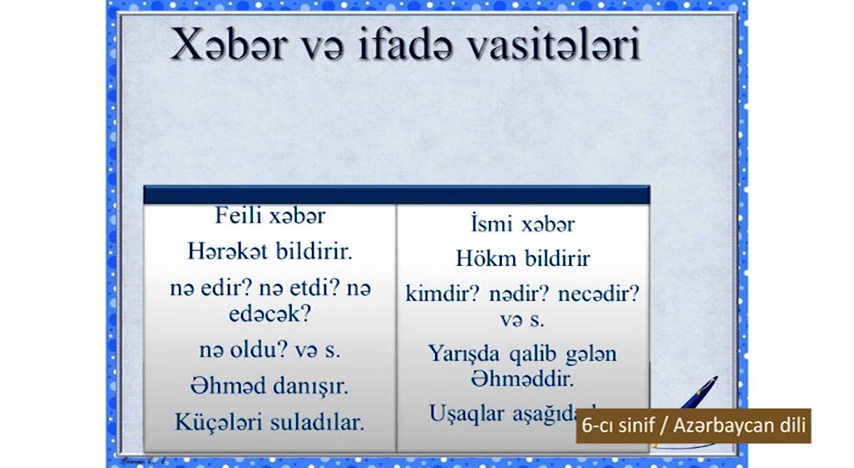 Xəbər və ifadə vasitələri
Feili xəbər
Hərəkət bildirir.
nə edir? nə etdi? nə
edəcək?
nə oldu? və s.
Əhməd danışır.
Küçələri suladılar.
İsmi xəbər
Hökm bildirir
kimdir? nədir? necədir?
və s.
Yarışda qalib gələn
Əhməddir.
Uşaqlar
6-cı sinif / Azərbaycan dili